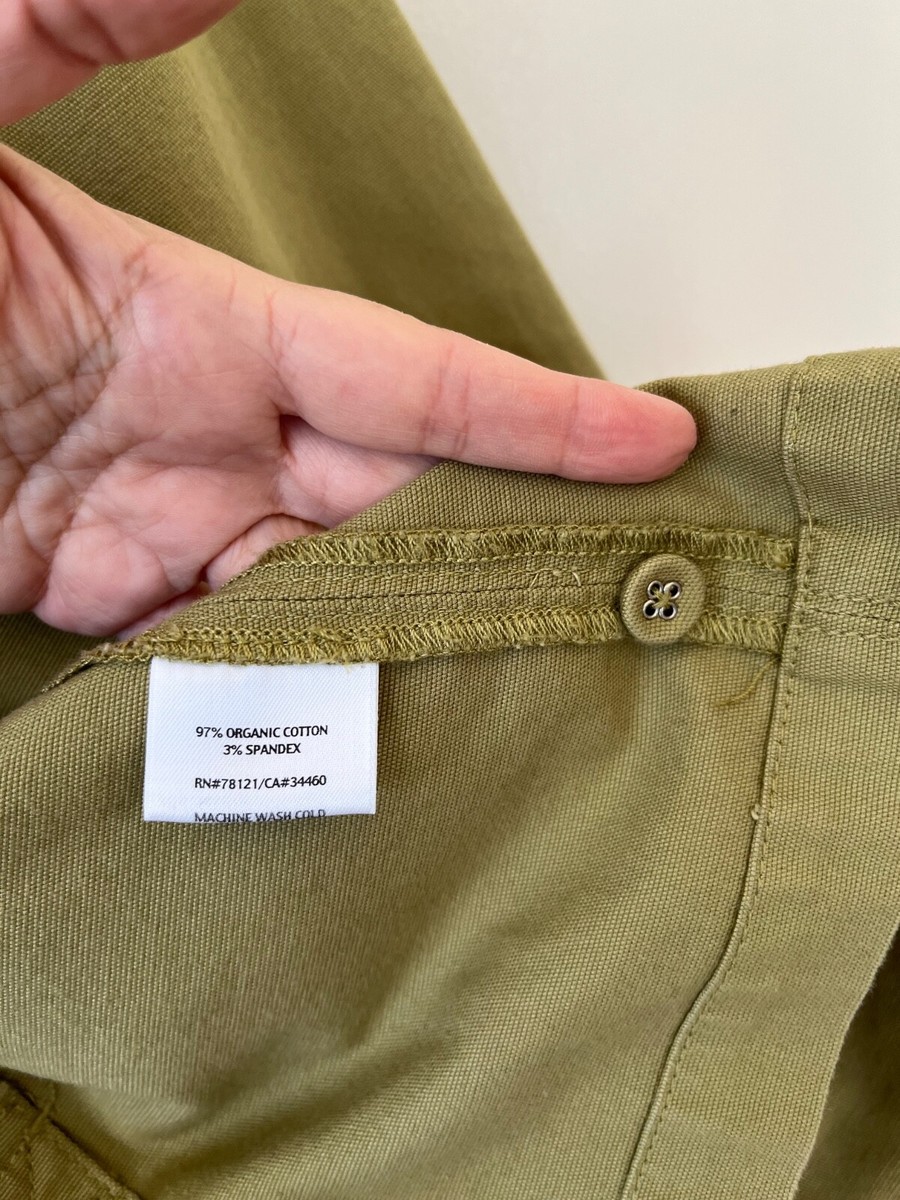 97% ORGANIC COTTON
3% SPANDEX
RN#78121/CA#34460
MACHINE WASH COLD